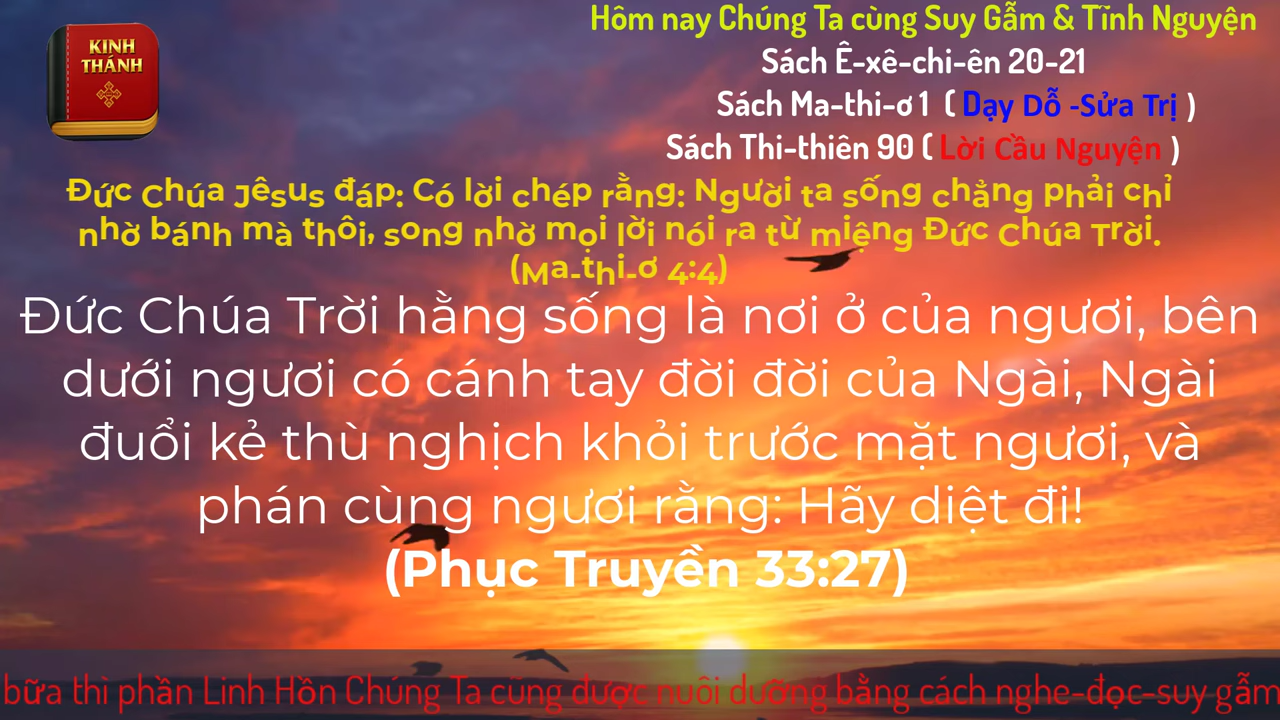 KINH
THÁNH
Hôm nay Chúng Ta cùng Suy Gẫm & Tĩnh Nguyện
Sách Ê-xê-chi-ên 20-21
Sách Ma-thi-ơ 1 ( Dạy Dỗ -Sửa Trị )
Sách Thi-thiên 90 ( Lời Cầu Nguyện )
Đức Chúa Jêsus đáp: Có lời chép rằng: Người ta sống chẳng phải chỉ
nhờ bánh mà thôi, song nhờ mọi lời nói ra từ miệng Đức Chúa Trời.
(Ma-thi-ơ 4:4)
Đức Chúa Trời hằng sống là nơi ở của ngươi, bên
dưới ngươi có cánh tay đời đời của Ngài, Ngài
đuổi kẻ thù nghịch khỏi trước mặt ngươi, và
phán cùng ngươi rằng: Hãy diệt đi!
(Phục Truyền 33:27)
bữa thì phần Linh Hồn Chúng Ta cũng được nuôi dưỡng bằng cách nghe-đọc-suy gẫm